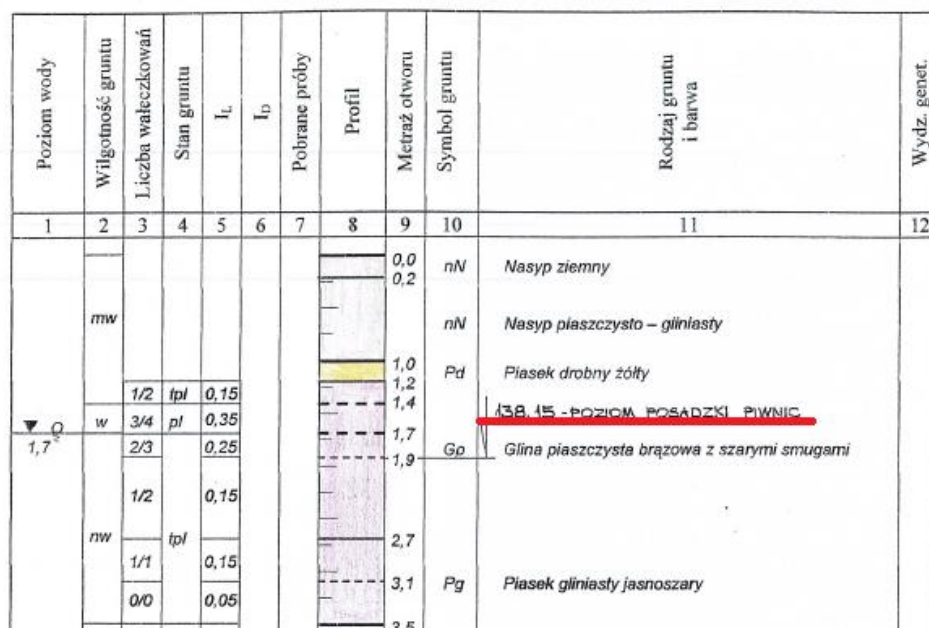 Poziom wody
Wilgotność gruntu
Liczba wałeczkowań
Stan gruntu
I_L
I_D
Pobrane próby
Profil
Metraż otworu
Symbol gruntu
Rodzaj gruntu
i barwa
Wydz. genet.
1 2 3 4 5 6 7 8 9 10 11 12
0,0 nN Nasyp ziemny
0,2
mw nN Nasyp piaszczysto – gliniasty
1,0
Pd Piasek drobny żółty
1,2
1/2 tpl 0,15
1,4
138.15 - POZIOM POSADZKI PIWNIC
w 3/4 pl 0,35
1,7
1,7 2/3 0,25 Gp Glina piaszczysta brązowa z szarymi smugami
1,9
1/2 0,15
nw tpl 2,7
1/1 0,15
3,1 Pg Piasek gliniasty jasnoszary
0/0 0,05
3,5